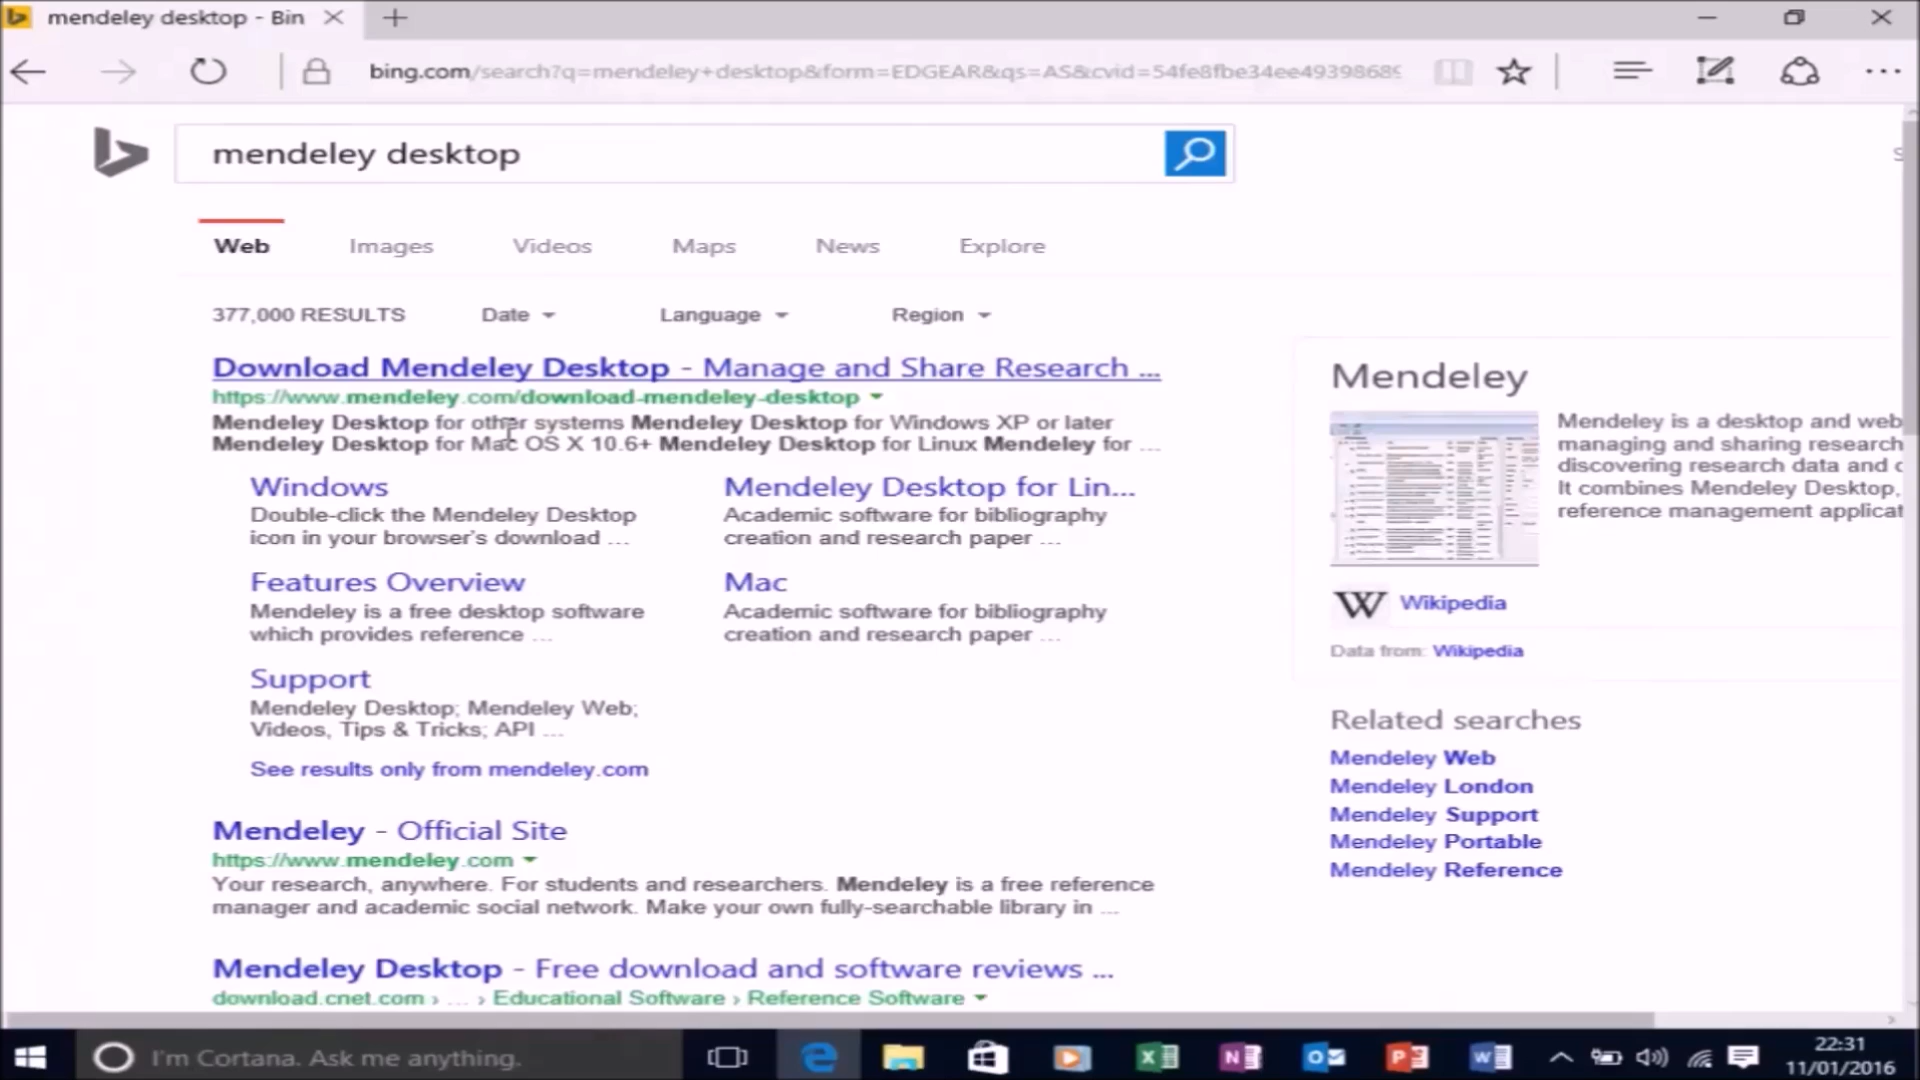 mendeley desktop - Bin
bing.com/search?q=mendeley+desktop&form=EDGEAR&qs=AS&cvid=54fe8fbe34ee49398689
mendeley desktop
Web Images Videos Maps News Explore
377,000 RESULTS Date Language Region
Download Mendeley Desktop - Manage and Share Research ...
https://www.mendeley.com/download-mendeley-desktop
Mendeley Desktop for other systems Mendeley Desktop for Windows XP or later
Mendeley Desktop for Mac OS X 10.6+ Mendeley Desktop for Linux Mendeley for ...
Windows
Double-click the Mendeley Desktop
icon in your browser's download ...
Mendeley Desktop for Lin...
Academic software for bibliography
creation and research paper ...
Features Overview
Mendeley is a free desktop software
which provides reference ...
Mac
Academic software for bibliography
creation and research paper ...
Support
Mendeley Desktop; Mendeley Web;
Videos, Tips & Tricks; API ...
See results only from mendeley.com
Mendeley - Official Site
https://www.mendeley.com
Your research, anywhere. For students and researchers. Mendeley is a free reference
manager and academic social network. Make your own fully-searchable library in ...
Mendeley Desktop - Free download and software reviews ...
download.cnet.com › ... › Educational Software › Reference Software
Mendeley
Mendeley is a desktop and web
managing and sharing research
discovering research data and c
It combines Mendeley Desktop,
reference management applicat
W Wikipedia
Data from: Wikipedia
Related searches
Mendeley Web
Mendeley London
Mendeley Support
Mendeley Portable
Mendeley Reference
I'm Cortana. Ask me anything.
22:31
11/01/2016